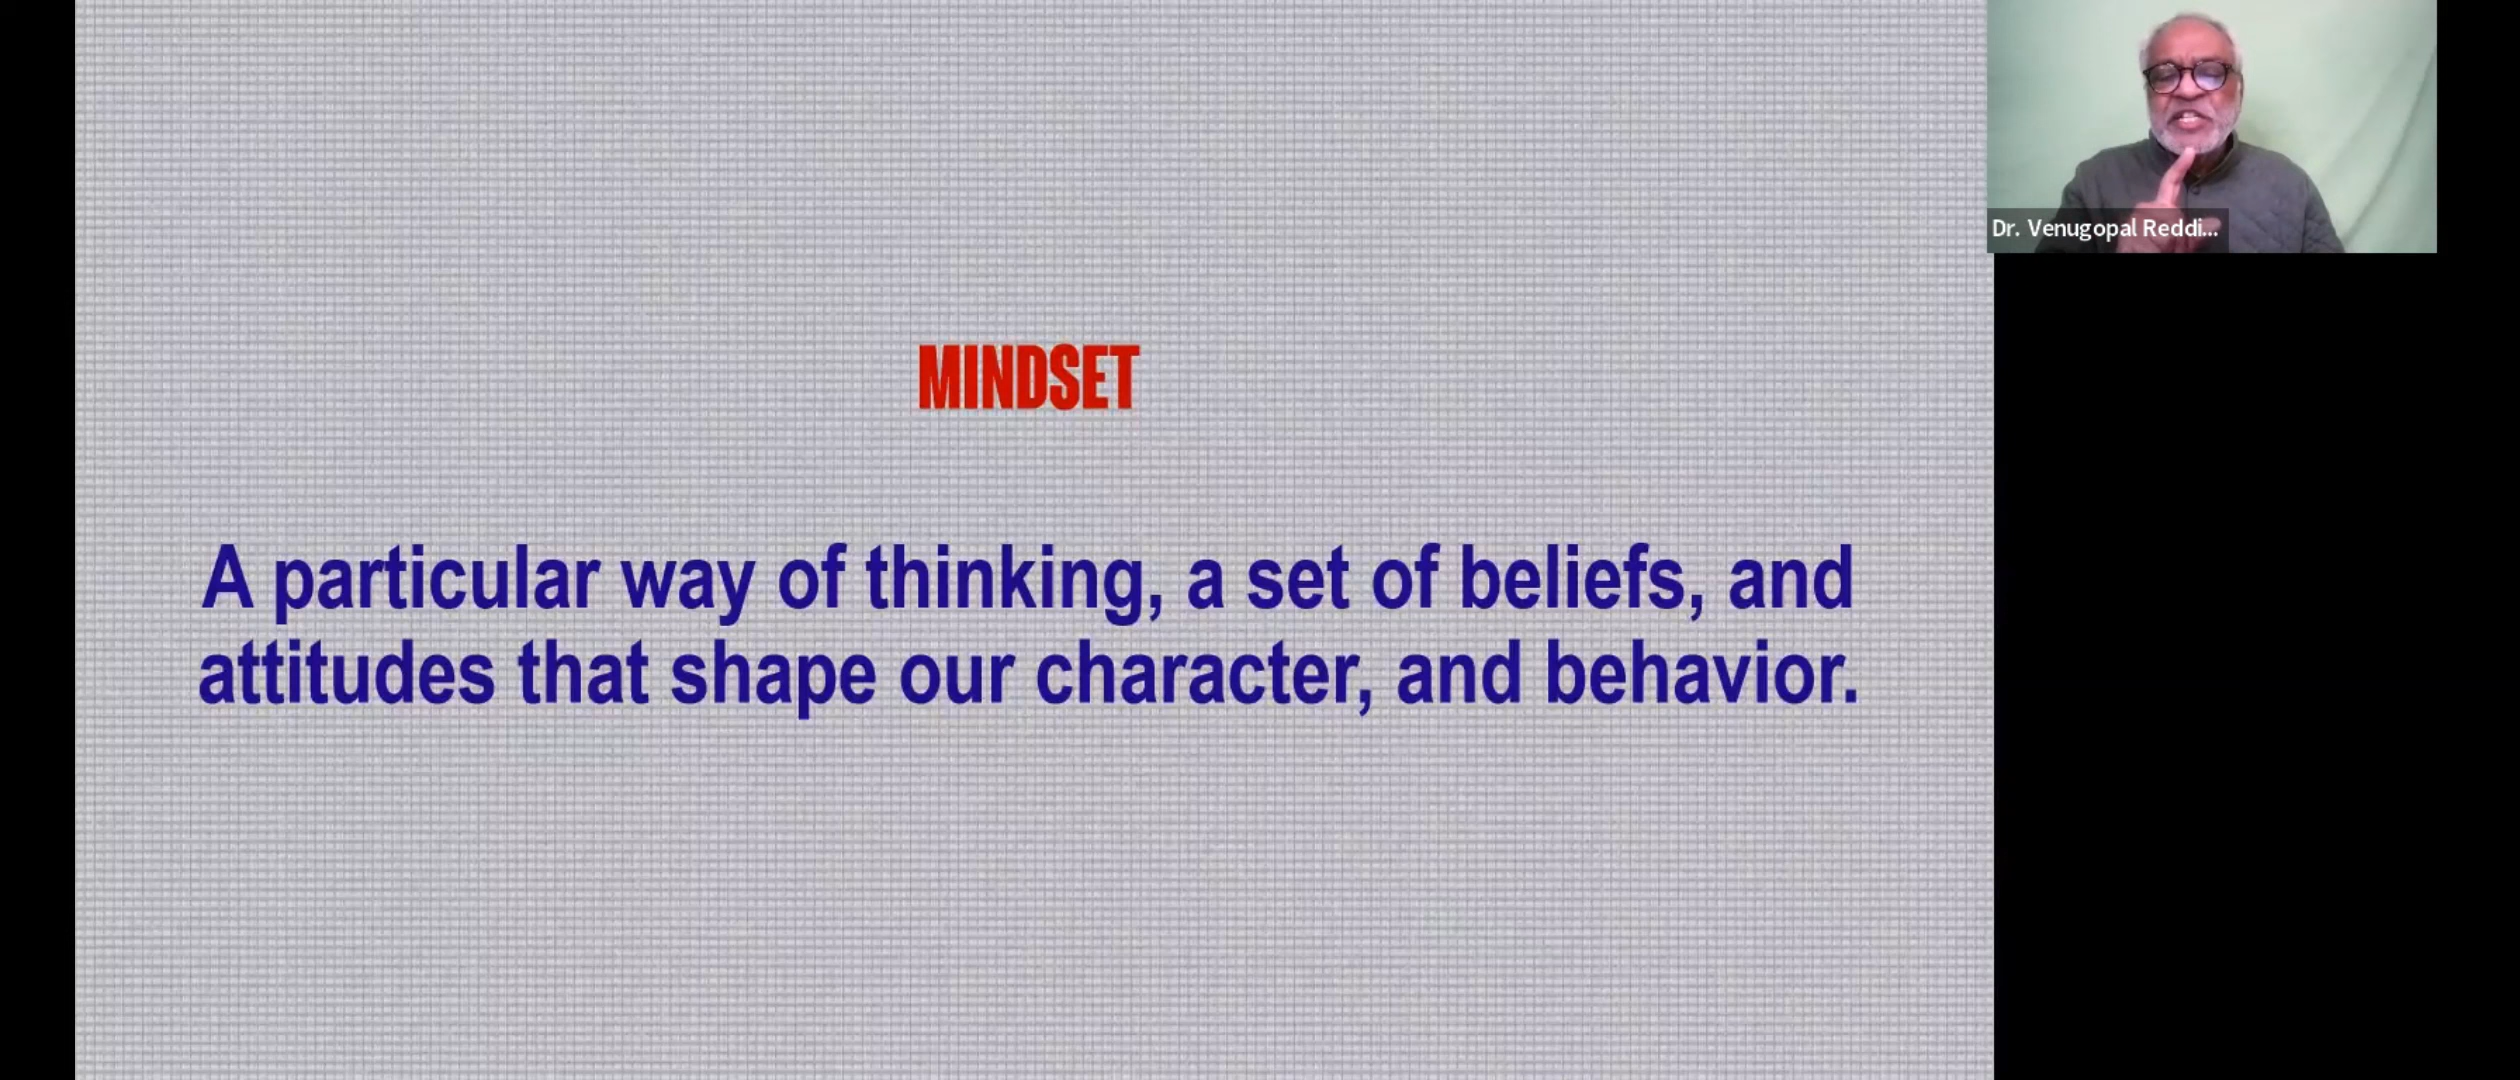 MINDSET
A particular way of thinking, a set of beliefs, and
attitudes that shape our character, and behavior.
Dr. Venugopal Reddi...